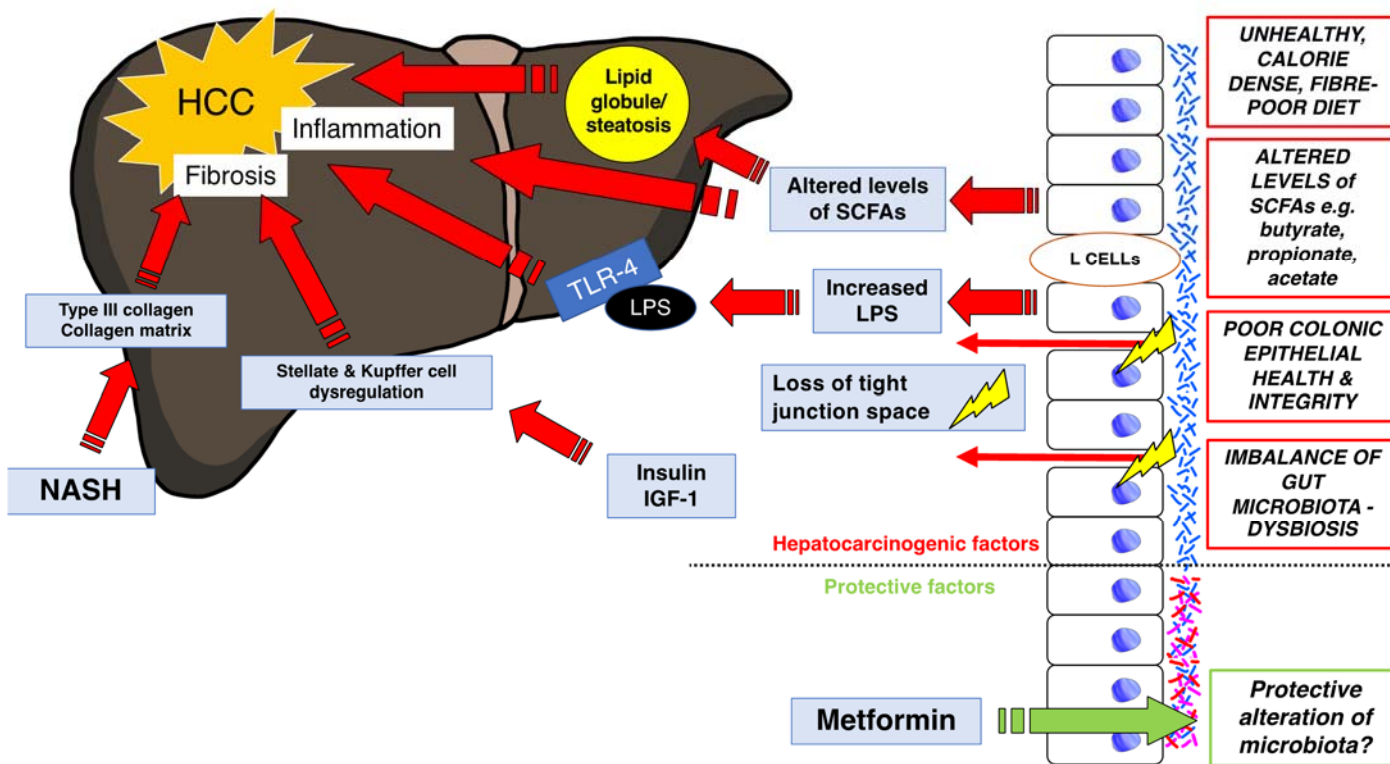 HCC
Inflammation
Fibrosis
Lipid
globule/
steatosis
Altered levels
of SCFAs
TLR-4
LPS
Increased
LPS
Type III collagen
Collagen matrix
Stellate & Kupffer cell
dysregulation
NASH
Insulin
IGF-1
Loss of tight
junction space
L CELLs
UNHEALTHY,
CALORIE
DENSE, FIBRE-
POOR DIET
ALTERED
LEVELS of
SCFAs e.g.
butyrate,
propionate,
acetate
POOR COLONIC
EPITHELIAL
HEALTH &
INTEGRITY
IMBALANCE OF
GUT
MICROBIOTA -
DYSBIOSIS
Hepatocarcinogenic factors
Protective factors
Metformin
Protective
alteration of
microbiota?